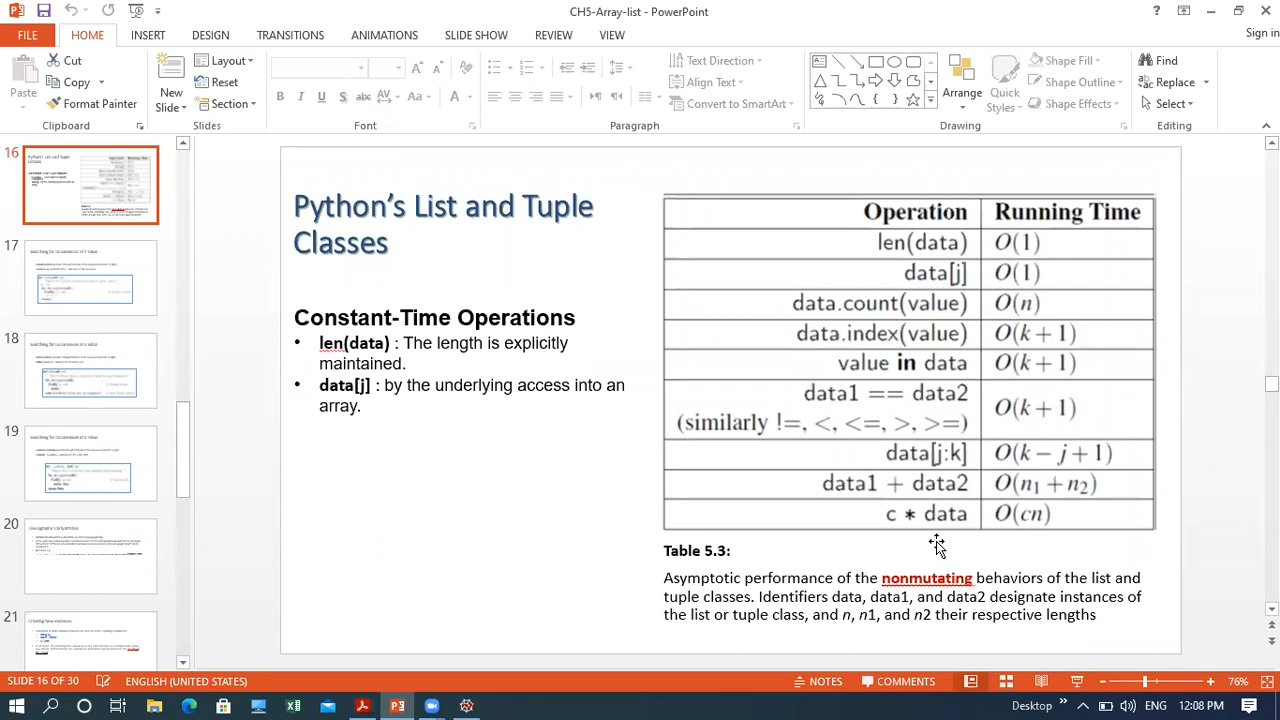 CH5-Array-list - PowerPoint
Sign in
FILE HOME INSERT DESIGN TRANSITIONS ANIMATIONS SLIDE SHOW REVIEW VIEW
Paste
Cut
Copy
Format Painter
Clipboard
New
Slide
Layout
Reset
Section
Slides
Font
Text Direction
Align Text
Convert to SmartArt
Paragraph
Arrange
Quick
Styles
Shape Fill
Shape Outline
Shape Effects
Drawing
Find
Replace
Select
Editing
16
17
18
19
20
21
Python's List and Tuple
Classes
Constant-Time Operations
• len(data) : The length is explicitly
maintained.
• data[j] : by the underlying access into an
array.
Operation Running Time
len(data) O(1)
data[j] O(1)
data.count(value) O(n)
data.index(value) O(k+1)
value in data O(k+1)
data1 == data2
(similarly !=, <, <=, >, >=) O(k+1)
data[j:k] O(k−j+1)
data1 + data2 O(n1+n2)
c * data O(cn)
Table 5.3:
Asymptotic performance of the nonmutating behaviors of the list and
tuple classes. Identifiers data, data1, and data2 designate instances of
the list or tuple class, and n, n1, and n2 their respective lengths
SLIDE 16 OF 30 ENGLISH (UNITED STATES) NOTES COMMENTS 76%
Desktop ENG 12:08 PM